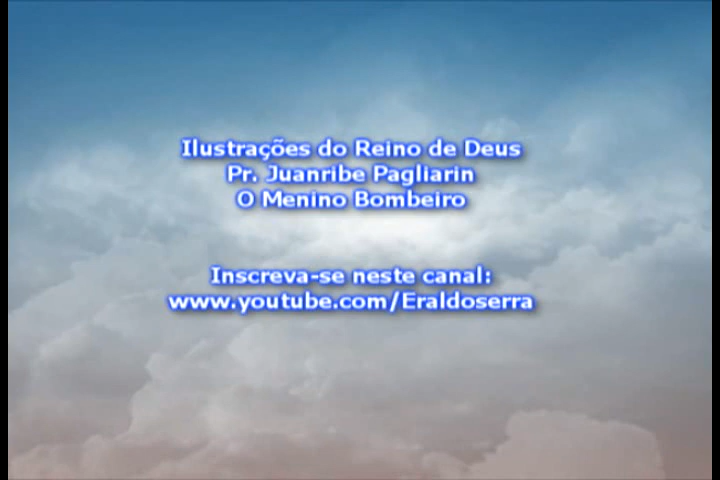 Ilustrações do Reino de Deus
Pr. Juanribe Pagliarin
O Menino Bombeiro
Inscreva-se neste canal:
www.youtube.com/Eraldoserra